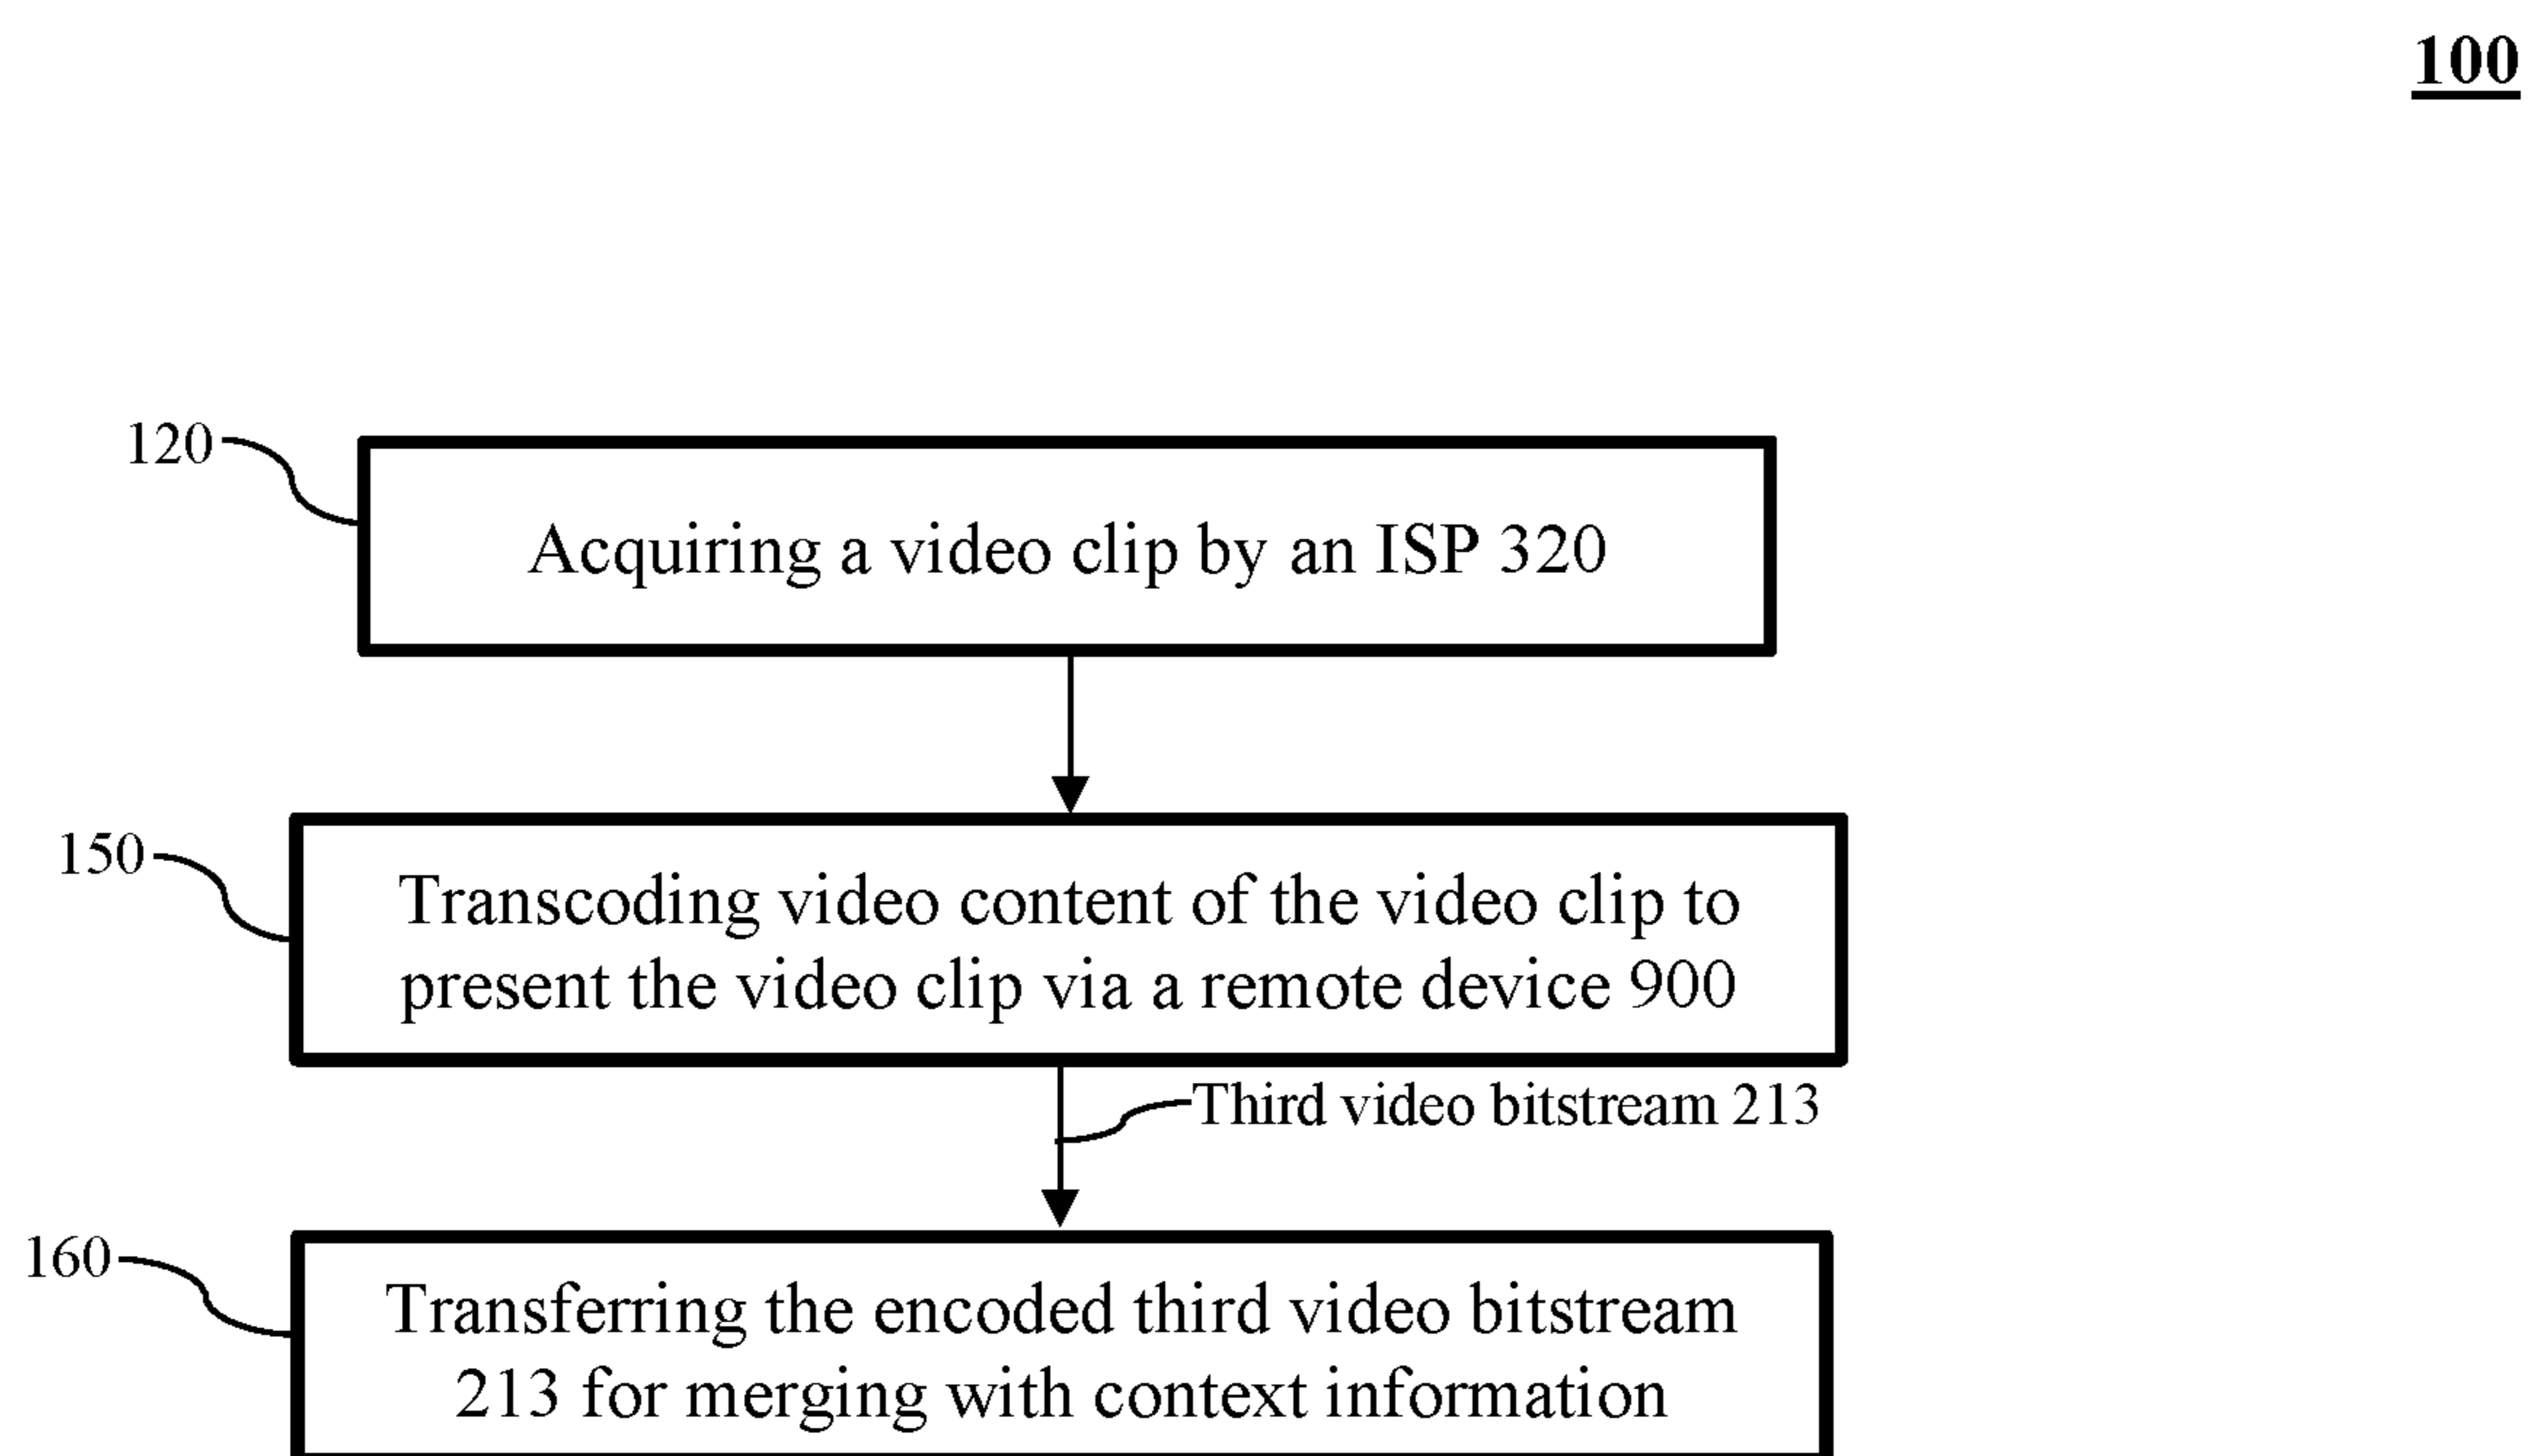 100
120
Acquiring a video clip by an ISP 320
150
Transcoding video content of the video clip to
present the video clip via a remote device 900
Third video bitstream 213
160
Transferring the encoded third video bitstream
213 for merging with context information